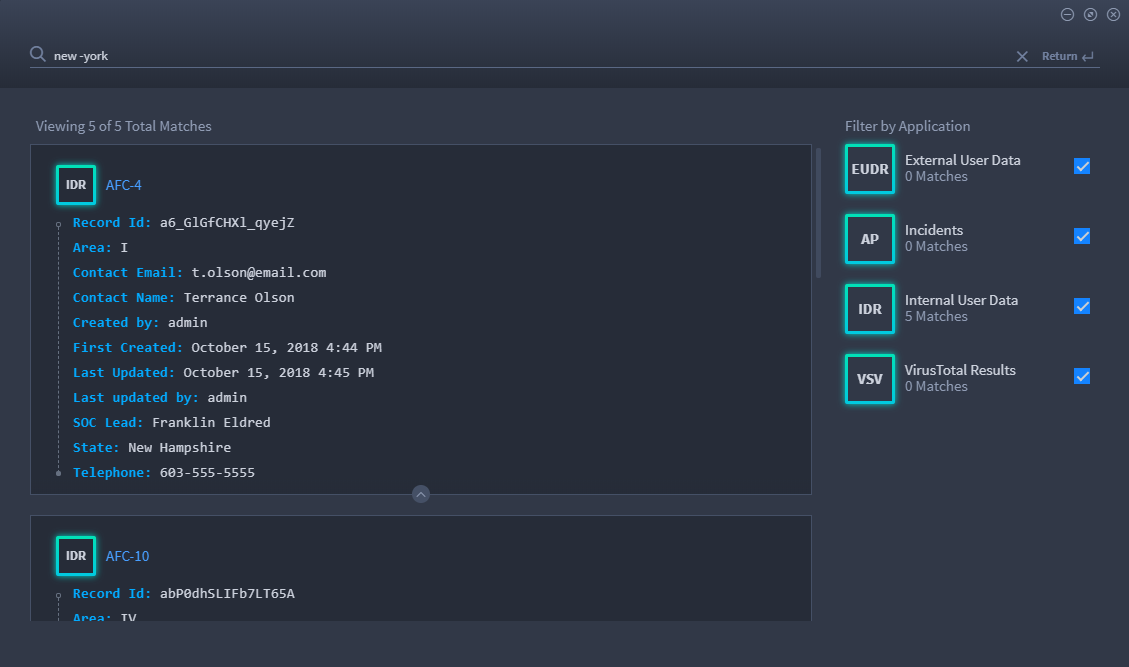 new -york
Return
Viewing 5 of 5 Total Matches
IDR AFC-4
Record Id: a6_GlGfCHXl_qyejZ
Area: I
Contact Email: t.olson@email.com
Contact Name: Terrance Olson
Created by: admin
First Created: October 15, 2018 4:44 PM
Last Updated: October 15, 2018 4:45 PM
Last updated by: admin
SOC Lead: Franklin Eldred
State: New Hampshire
Telephone: 603-555-5555
IDR AFC-10
Record Id: abP0dhSLIFb7LT65A
Area: IV
Filter by Application
EUDR External User Data
0 Matches
AP Incidents
0 Matches
IDR Internal User Data
5 Matches
VSV VirusTotal Results
0 Matches